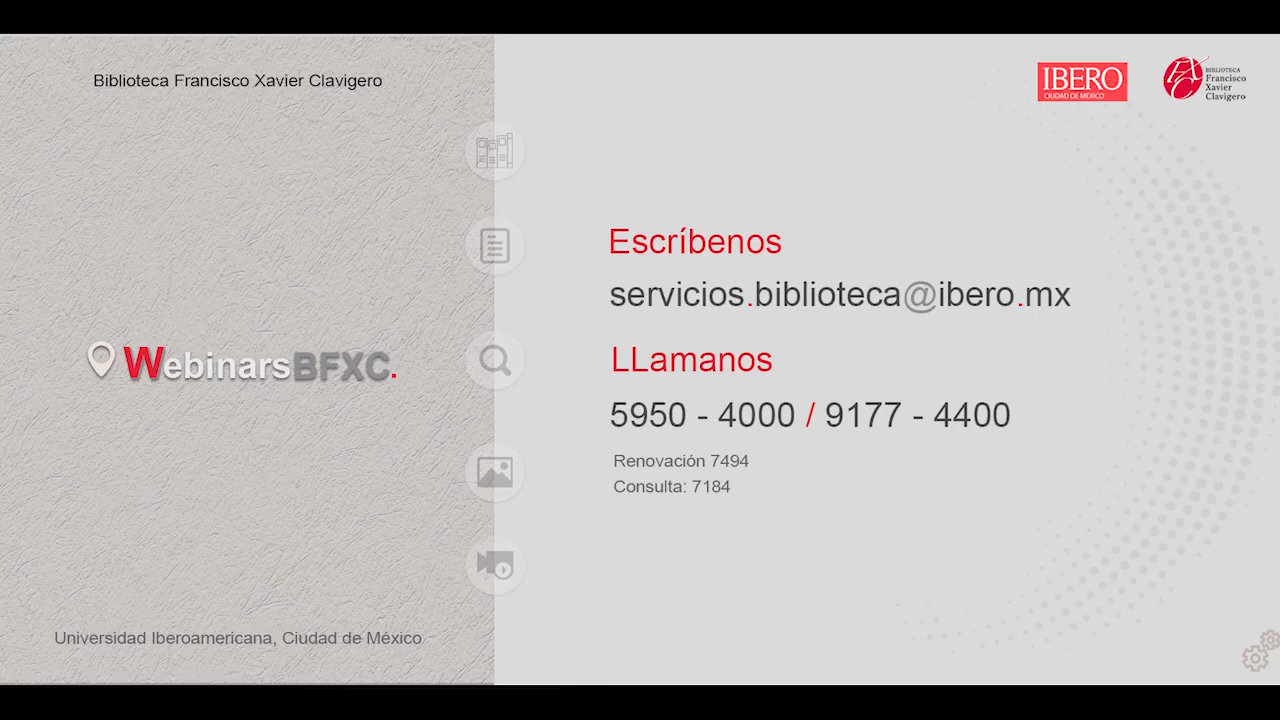 Biblioteca Francisco Xavier Clavigero
WebinarsBFXC.
Universidad Iberoamericana, Ciudad de México
IBERO
CIUDAD DE MÉXICO
BIBLIOTECA
Francisco
Xavier
Clavigero
Escríbenos
servicios.biblioteca@ibero.mx
LLamanos
5950 - 4000 / 9177 - 4400
Renovación 7494
Consulta: 7184